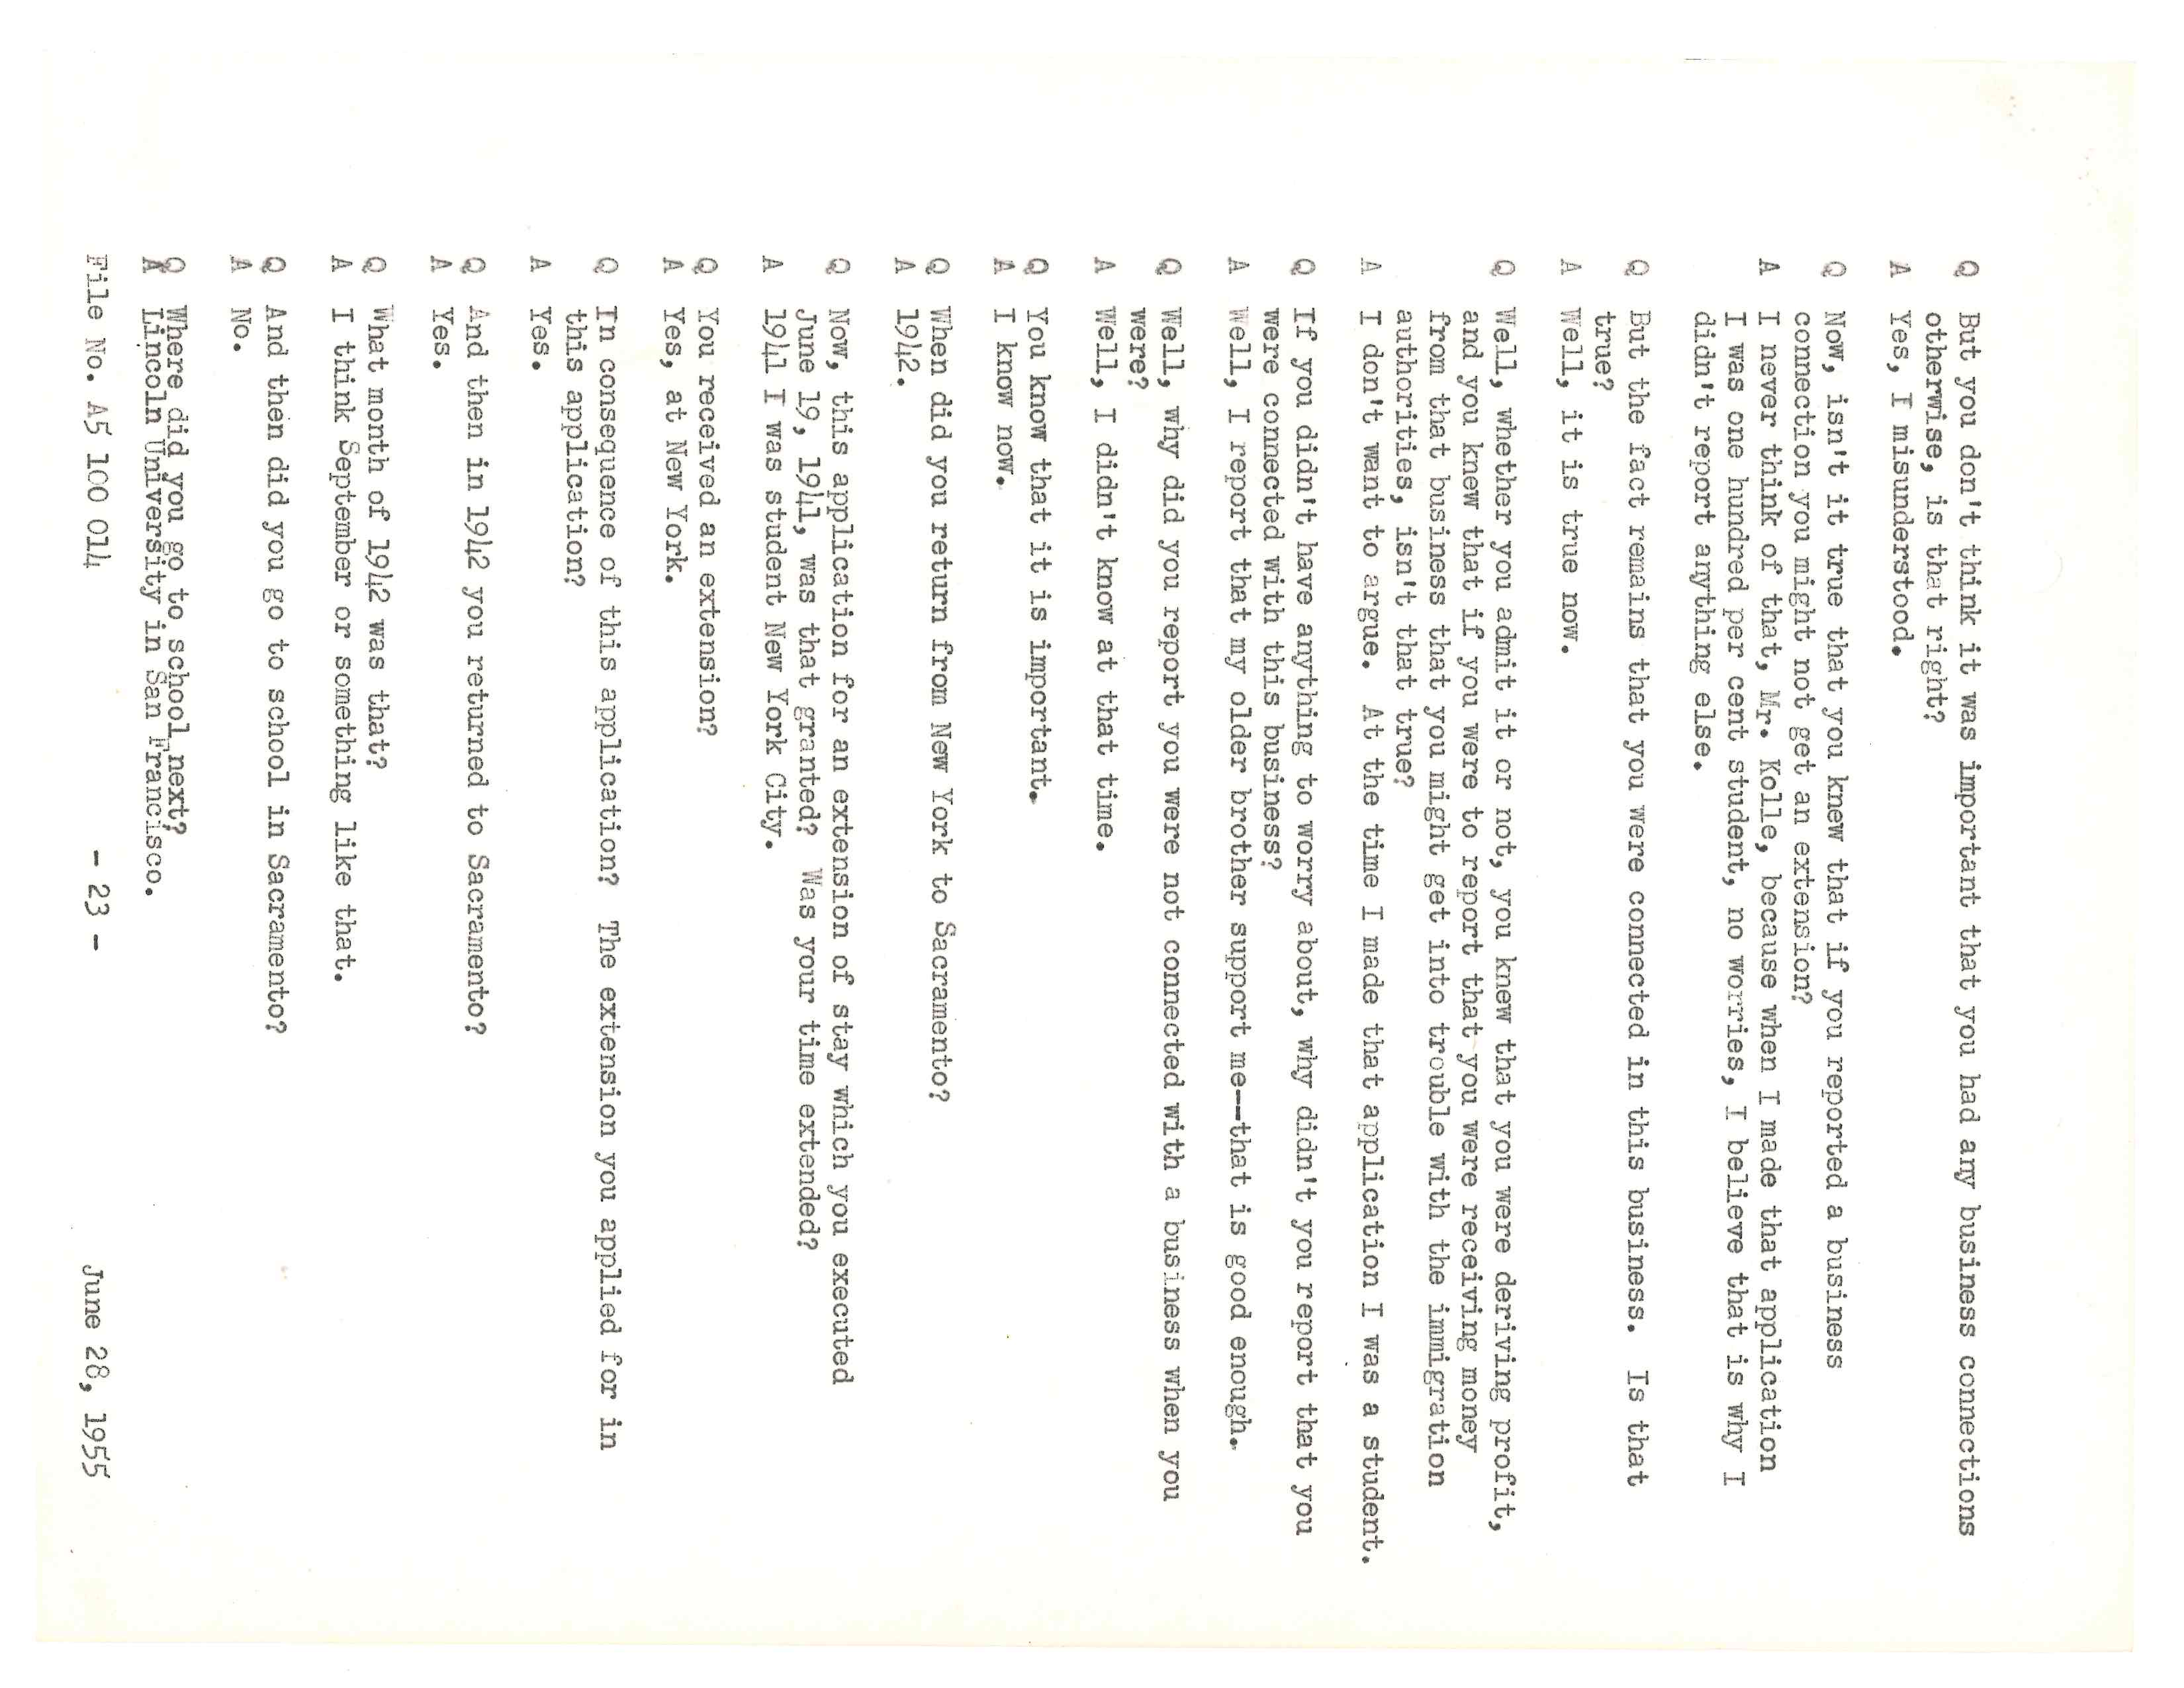 Q But you don't think it was important that you had any business connections
otherwise, is that right?
A Yes, I misunderstood.
Q Now, isn't it true that you knew that if you reported a business
connection you might not get an extension?
A I never think of that, Mr. Kolle, because when I made that application
I was one hundred per cent student, no worries, I believe that is why I
didn't report anything else.
Q But the fact remains that you were connected in this business. Is that
true?
A Well, it is true now.
Q Well, whether you admit it or not, you knew that you were deriving profit,
and you knew that if you were to report that you were receiving money
from that business that you might get into trouble with the immigration
authorities, isn't that true?
A I don't want to argue. At the time I made that application I was a student.
Q If you didn't have anything to worry about, why didn't you report that you
were connected with this business?
A Well, I report that my older brother support me--that is good enough.
Q Well, why did you report you were not connected with a business when you
were?
A Well, I didn't know at that time.
Q You know that it is important.
A I know now.
Q When did you return from New York to Sacramento?
A 1942.
Q Now, this application for an extension of stay which you executed
June 19, 1941, was that granted? Was your time extended?
A 1941 I was student New York City.
Q You received an extension?
A Yes, at New York.
Q In consequence of this application? The extension you applied for in
this application?
A Yes.
Q And then in 1942 you returned to Sacramento?
A Yes.
Q What month of 1942 was that?
A I think September or something like that.
Q And then did you go to school in Sacramento?
A No.
Q Where did you go to school next?
A Lincoln University in San Francisco.
File No. A5 100 014 - 23 - June 28, 1955